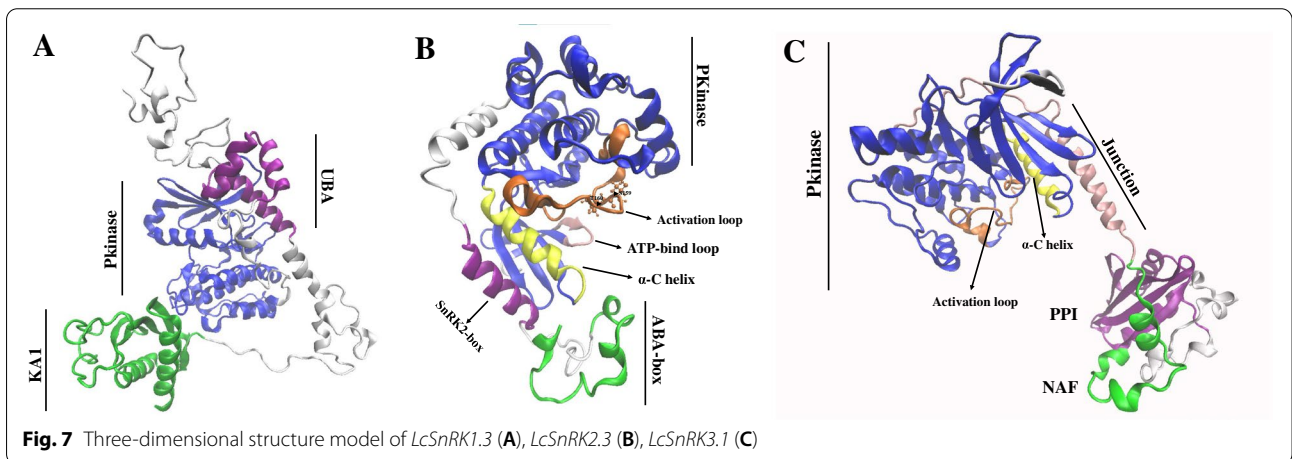 A
Pkinase
UBA
KA1
B
PKinase
Activation loop
ATP-bind loop
α-C helix
SnRK2-box
ABA-box
C
Pkinase
Junction
α-C helix
Activation loop
PPI
NAF
Fig. 7 Three-dimensional structure model of LcSnRK1.3 (A), LcSnRK2.3 (B), LcSnRK3.1 (C)